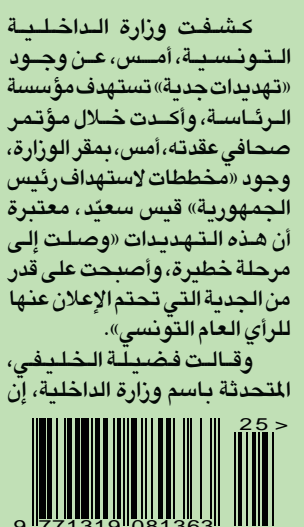 كشفت وزارة الداخلية
التونسية، أمس، عن وجود
«تهديدات جدية» تستهدف مؤسسة
الرئاسة، وأكدت خلال مؤتمر
صحافي عقدته، أمس، بمقر الوزارة،
وجود «مخططات لاستهداف رئيس
الجمهورية» قيس سعيّد، معتبرة
أن هذه التهديدات «وصلت إلى
مرحلة خطيرة، وأصبحت على قدر
من الجدية التي تحتم الإعلان عنها
للرأي العام التونسي».
وقالت فضيلة الخليفي،
المتحدثة باسم وزارة الداخلية، إن
25>
9 771319 081363